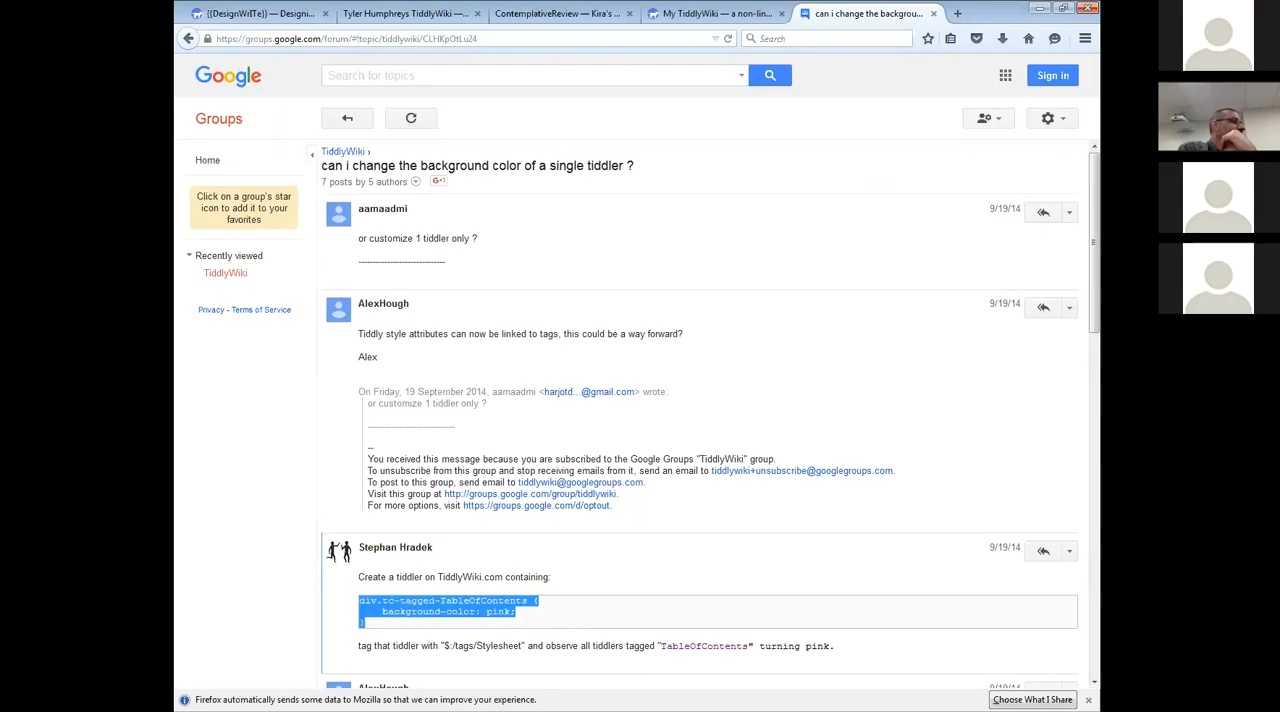 {{DesignWriTe}} — Designi...
Tyler Humphries TiddlyWiki —...
ContemplativeReview — Kira's ...
My TiddlyWiki — a non-lin...
can i change the backgrou...
https://groups.google.com/forum/#!topic/tiddlywiki/CLHKpOtLu24
Search
Google
Search for topics
Sign in
Groups
Home
Click on a group's star
icon to add it to your
favorites
Recently viewed
TiddlyWiki
Privacy - Terms of Service
TiddlyWiki ›
can i change the background color of a single tiddler ?
7 posts by 5 authors
G+1
aamaadmi
9/19/14
or customize 1 tiddler only ?
-----------------------------
AlexHough
9/19/14
Tiddly style attributes can now be linked to tags, this could be a way forward?
Alex
On Friday, 19 September 2014, aamaadmi <harjotd...@gmail.com> wrote:
or customize 1 tiddler only ?
-----------------------------
--
You received this message because you are subscribed to the Google Groups "TiddlyWiki" group.
To unsubscribe from this group and stop receiving emails from it, send an email to tiddlywiki+unsubscribe@googlegroups.com.
To post to this group, send email to tiddlywiki@googlegroups.com.
Visit this group at http://groups.google.com/group/tiddlywiki.
For more options, visit https://groups.google.com/d/optout.
Stephan Hradek
9/19/14
Create a tiddler on TiddlyWiki.com containing:
div.tc-tagged-TableOfContents {
background-color: pink;
}
tag that tiddler with "$:/tags/Stylesheet" and observe all tiddlers tagged "TableOfContents" turning pink.
AlexHough
9/19/14
Firefox automatically sends some data to Mozilla so that we can improve your experience.
Choose What I Share